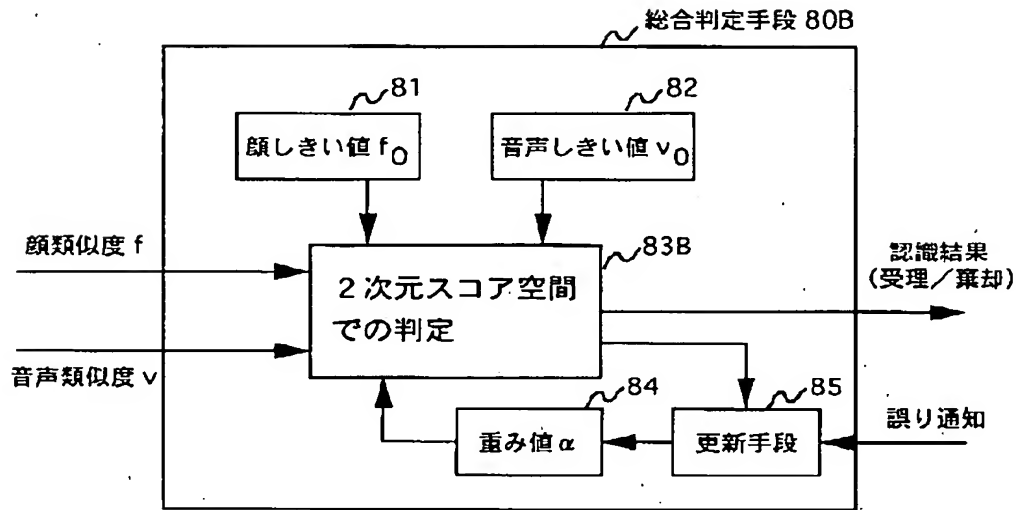 総合判定手段 80B
81
82
顔しきい値 f0
音声しきい値 v0
顔類似度 f
83B
認識結果
(受理/棄却)
2次元スコア空間
での判定
音声類似度 v
84
85
誤り通知
重み値 α
更新手段